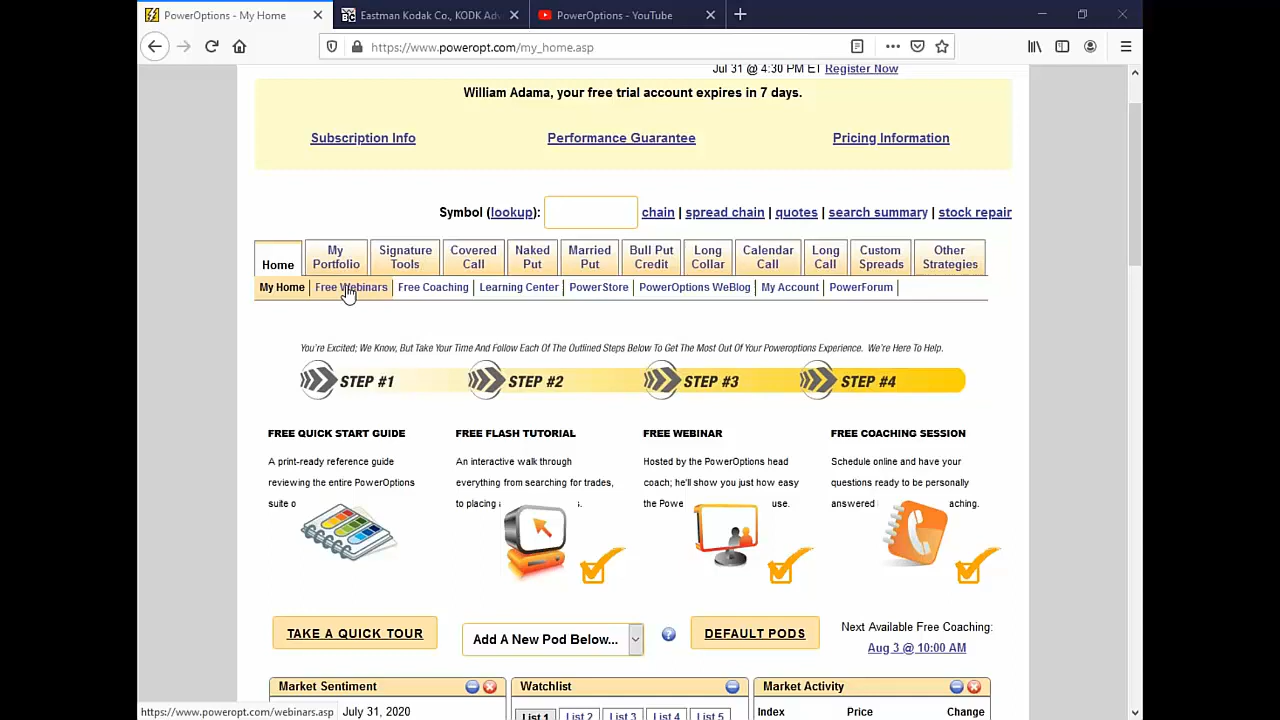 PowerOptions - My Home
Eastman Kodak Co., KODK Adv
PowerOptions - YouTube
https://www.poweropt.com/my_home.asp
Jul 31 @ 4:30 PM ET Register Now
William Adama, your free trial account expires in 7 days.
Subscription Info
Performance Guarantee
Pricing Information
Symbol (lookup):
chain | spread chain | quotes | search summary | stock repair
Home
My Portfolio
Signature Tools
Covered Call
Naked Put
Married Put
Bull Put Credit
Long Collar
Calendar Call
Long Call
Custom Spreads
Other Strategies
My Home | Free Webinars | Free Coaching | Learning Center | PowerStore | PowerOptions WeBlog | My Account | PowerForum |
You're Excited; We Know, But Take Your Time And Follow Each Of The Outlined Steps Below To Get The Most Out Of Your Poweroptions Experience. We're Here To Help.
STEP #1
STEP #2
STEP #3
STEP #4
FREE QUICK START GUIDE
A print-ready reference guide
reviewing the entire PowerOptions
suite o
FREE FLASH TUTORIAL
An interactive walk through
everything from searching for trades,
to placing
FREE WEBINAR
Hosted by the PowerOptions head
coach; he'll show you just how easy
the Powe use.
FREE COACHING SESSION
Schedule online and have your
questions ready to be personally
answered aching.
TAKE A QUICK TOUR
Add A New Pod Below...
DEFAULT PODS
Next Available Free Coaching:
Aug 3 @ 10:00 AM
Market Sentiment
Watchlist
Market Activity
https://www.poweropt.com/webinars.asp
July 31, 2020
List 1 List 2 List 3 List 4 List 5
Index Price Change